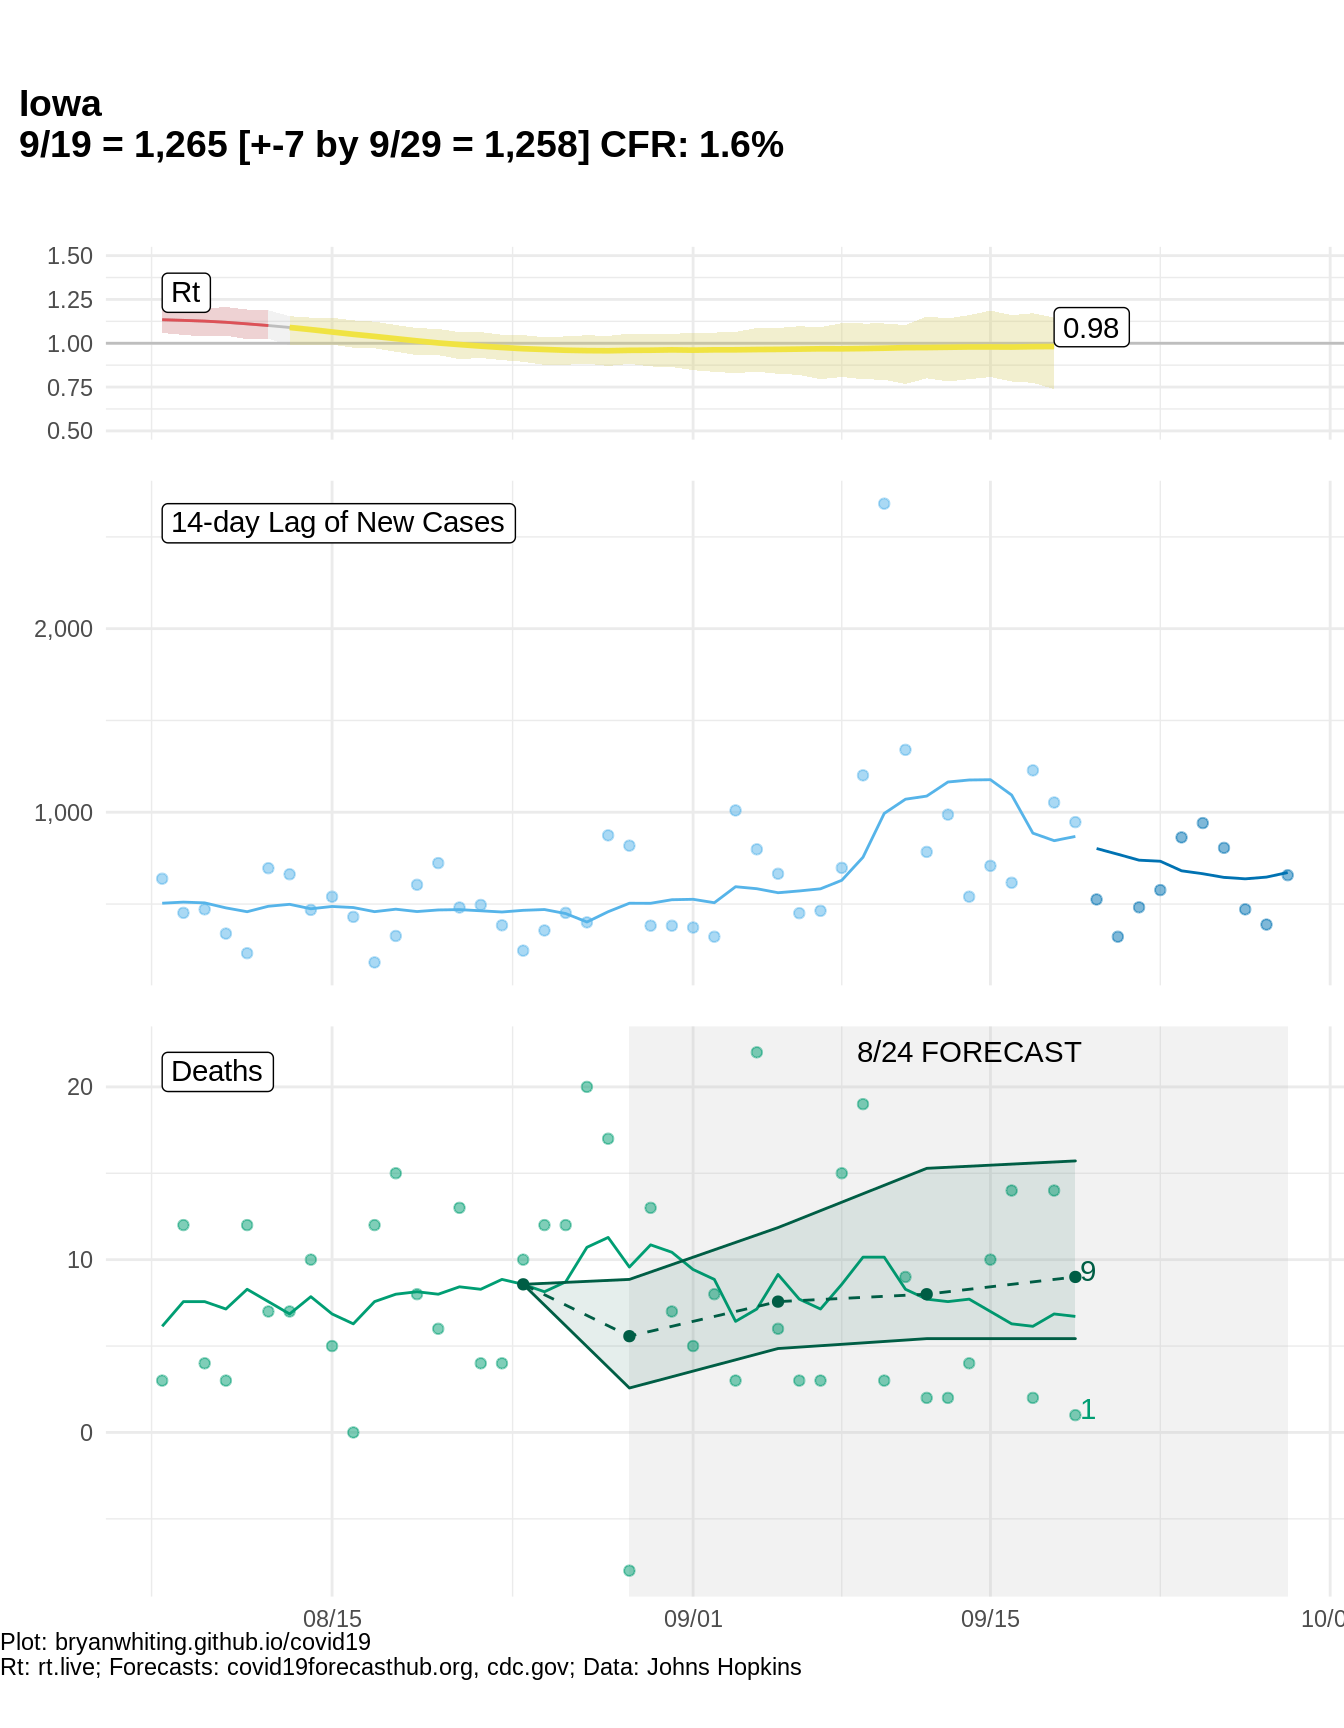 Iowa
9/19 = 1,265 [+-7 by 9/29 = 1,258] CFR: 1.6%
1.50
1.25
1.00
0.75
0.50
Rt
0.98
14-day Lag of New Cases
2,000
1,000
Deaths
8/24 FORECAST
20
10
0
9
1
08/15
09/01
09/15
10/0
Plot: bryanwhiting.github.io/covid19
Rt: rt.live; Forecasts: covid19forecasthub.org, cdc.gov; Data: Johns Hopkins